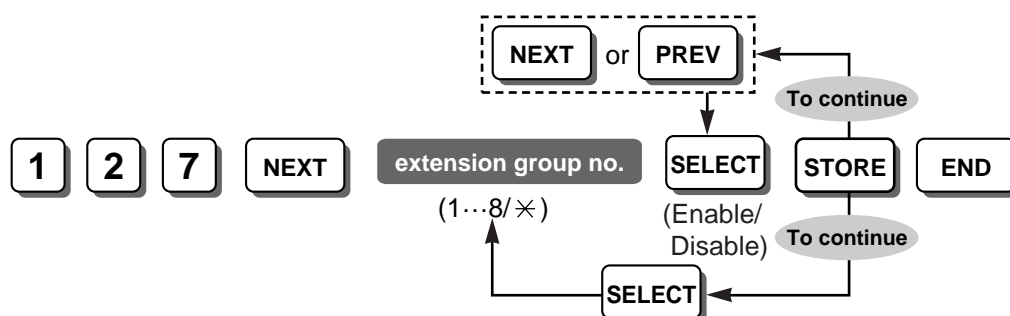 NEXT or PREV
To continue
1 2 7 NEXT extension group no. SELECT STORE END
(1···8/✳)
(Enable/
Disable)
To continue
SELECT